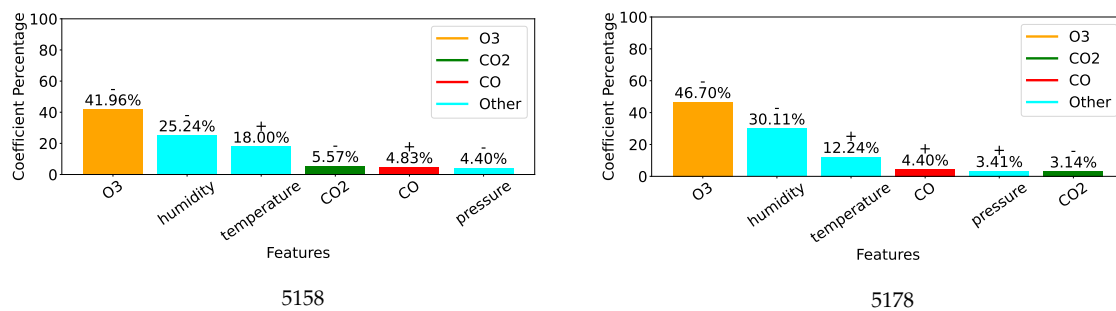 Coefficient Percentage
100
80
60
40
20
0
-
41.96%
-
25.24%
+
18.00%
-
5.57%
+
4.83%
-
4.40%
O3
CO2
CO
Other
O3
humidity
temperature
CO2
CO
pressure
Features
5158
Coefficient Percentage
100
80
60
40
20
0
-
46.70%
-
30.11%
+
12.24%
+
4.40%
+
3.41%
-
3.14%
O3
CO2
CO
Other
O3
humidity
temperature
CO
pressure
CO2
Features
5178